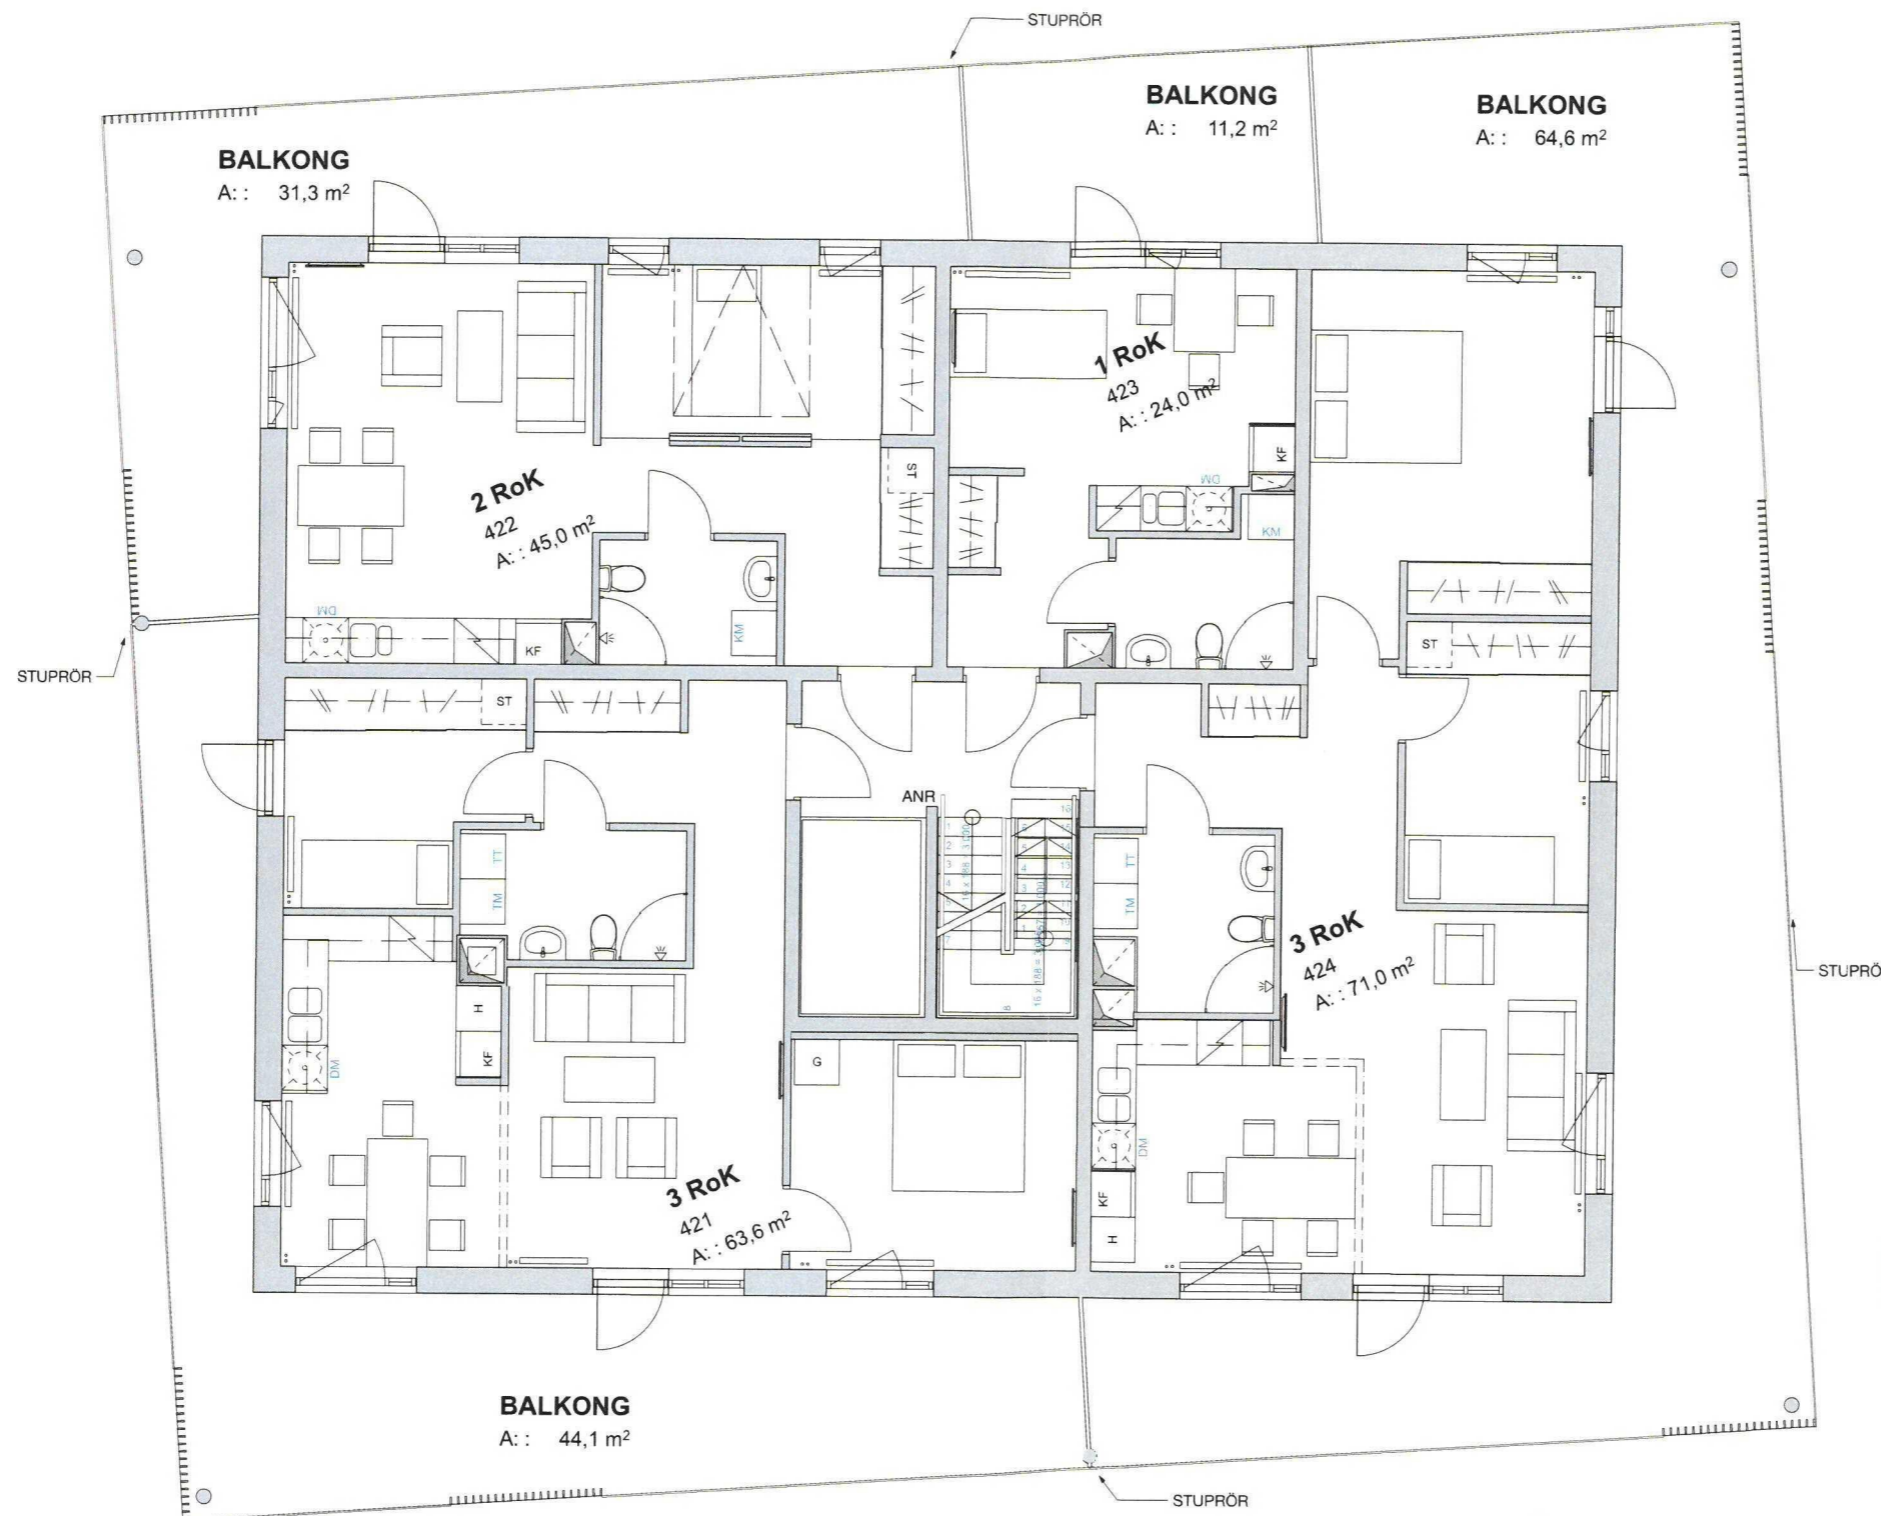 STUPRÖR
BALKONG
A: : 31,3 m²
BALKONG
A: : 11,2 m²
BALKONG
A: : 64,6 m²
2 RoK
422
A: : 45,0 m²
1 RoK
423
A: : 24,0 m²
ST
KF
DM
KM
DM
KF
KM
ST
STUPRÖR
ST
ANR
TT
TM
TT
TM
H
KF
DM
G
DM
KF
H
3 RoK
424
A: : 71,0 m²
STUPRÖ
3 RoK
421
A: : 63,6 m²
BALKONG
A: : 44,1 m²
STUPRÖR